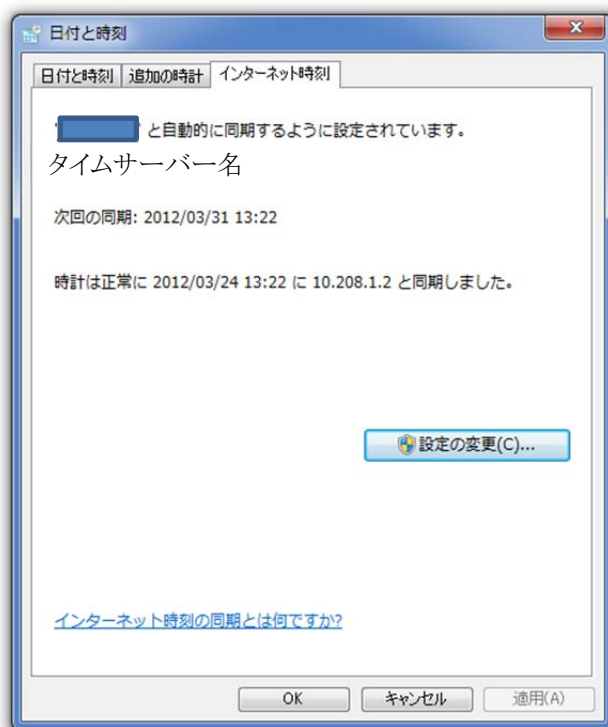 日付と時刻
日付と時刻 追加の時計 インターネット時刻
' ' と自動的に同期するように設定されています。
タイムサーバー名
次回の同期: 2012/03/31 13:22
時計は正常に 2012/03/24 13:22 に 10.208.1.2 と同期しました。
設定の変更(C)...
インターネット時刻の同期とは何ですか?
OK キャンセル 適用(A)